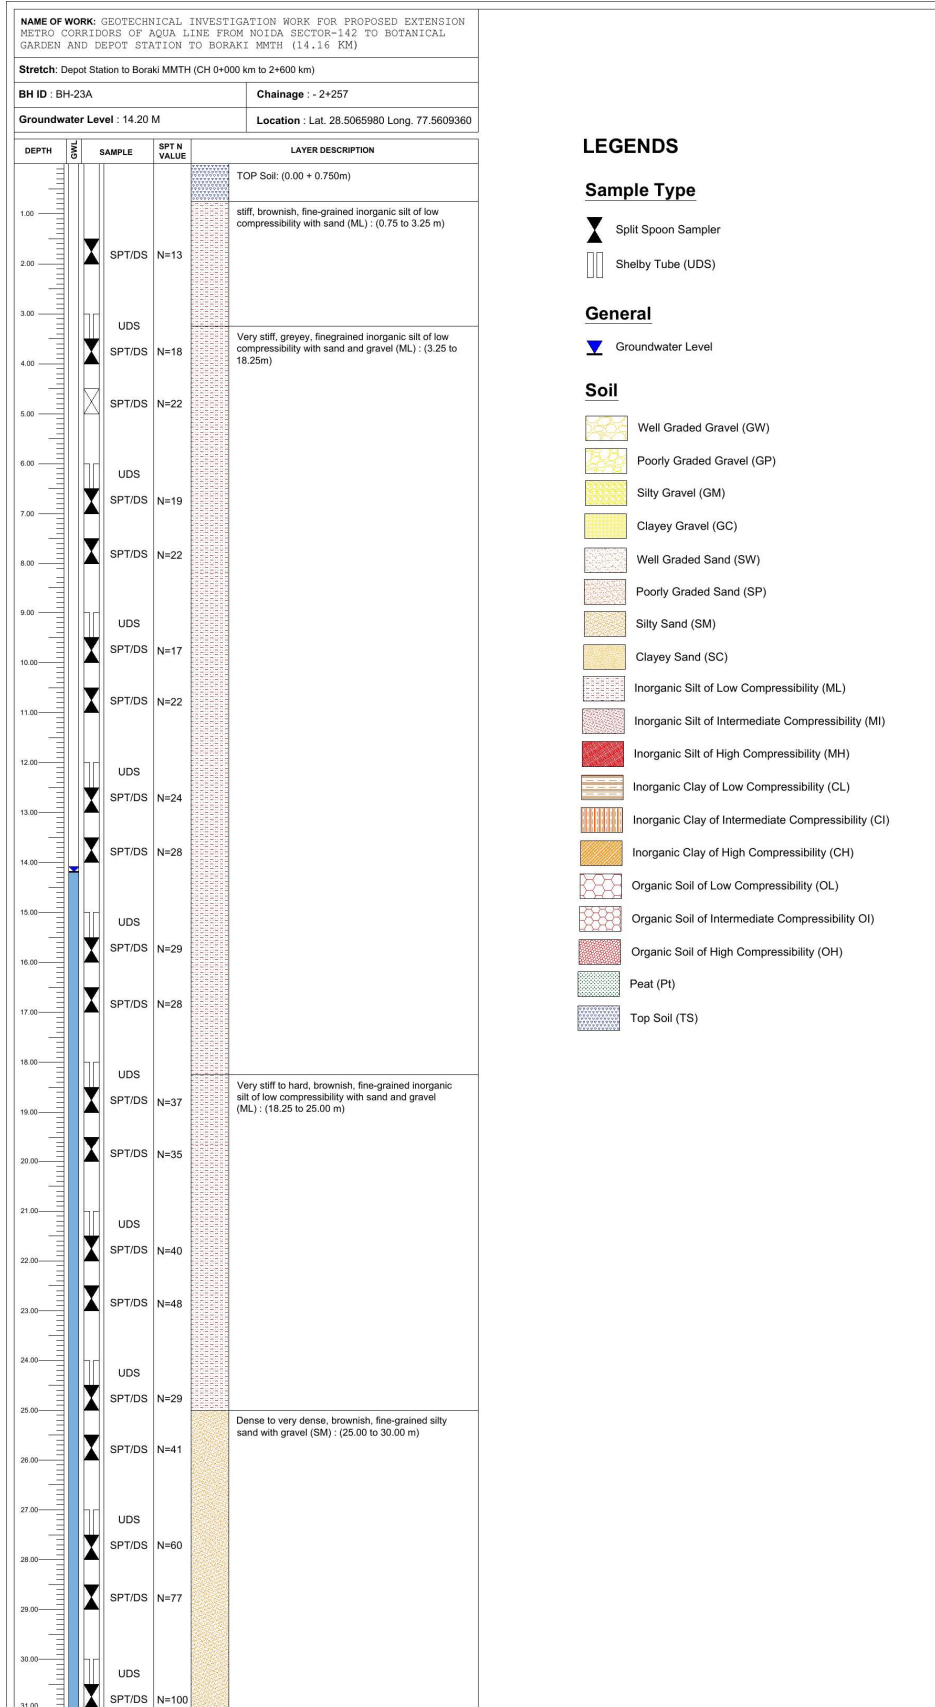 NAME OF WORK: GEOTECHNICAL INVESTIGATION WORK FOR PROPOSED EXTENSION
METRO CORRIDORS OF AQUA LINE FROM NOIDA SECTOR-142 TO BOTANICAL
GARDEN AND DEPOT STATION TO BORAKI MMTH (14.16 KM)
Stretch: Depot Station to Boraki MMTH (CH 0+000 km to 2+600 km)
BH ID : BH-23A
Chainage : - 2+257
Groundwater Level : 14.20 M
Location : Lat. 28.5065980 Long. 77.5609360
DEPTH GWL SAMPLE SPT N VALUE LAYER DESCRIPTION
TOP Soil: (0.00 + 0.750m)
1.00
stiff, brownish, fine-grained inorganic silt of low
compressibility with sand (ML) : (0.75 to 3.25 m)
SPT/DS N=13
2.00
3.00
UDS
Very stiff, greyey, finegrained inorganic silt of low
compressibility with sand and gravel (ML) : (3.25 to
18.25m)
SPT/DS N=18
4.00
SPT/DS N=22
5.00
6.00
UDS
SPT/DS N=19
7.00
SPT/DS N=22
8.00
9.00
UDS
SPT/DS N=17
10.00
SPT/DS N=22
11.00
12.00
UDS
SPT/DS N=24
13.00
SPT/DS N=28
14.00
15.00
UDS
SPT/DS N=29
16.00
SPT/DS N=28
17.00
18.00
UDS
Very stiff to hard, brownish, fine-grained inorganic
silt of low compressibility with sand and gravel
(ML) : (18.25 to 25.00 m)
SPT/DS N=37
19.00
SPT/DS N=35
20.00
21.00
UDS
SPT/DS N=40
22.00
SPT/DS N=48
23.00
24.00
UDS
SPT/DS N=29
25.00
Dense to very dense, brownish, fine-grained silty
sand with gravel (SM) : (25.00 to 30.00 m)
SPT/DS N=41
26.00
27.00
UDS
SPT/DS N=60
28.00
SPT/DS N=77
29.00
30.00
UDS
SPT/DS N=100
31.00
LEGENDS
Sample Type
Split Spoon Sampler
Shelby Tube (UDS)
General
Groundwater Level
Soil
Well Graded Gravel (GW)
Poorly Graded Gravel (GP)
Silty Gravel (GM)
Clayey Gravel (GC)
Well Graded Sand (SW)
Poorly Graded Sand (SP)
Silty Sand (SM)
Clayey Sand (SC)
Inorganic Silt of Low Compressibility (ML)
Inorganic Silt of Intermediate Compressibility (MI)
Inorganic Silt of High Compressibility (MH)
Inorganic Clay of Low Compressibility (CL)
Inorganic Clay of Intermediate Compressibility (CI)
Inorganic Clay of High Compressibility (CH)
Organic Soil of Low Compressibility (OL)
Organic Soil of Intermediate Compressibility OI)
Organic Soil of High Compressibility (OH)
Peat (Pt)
Top Soil (TS)